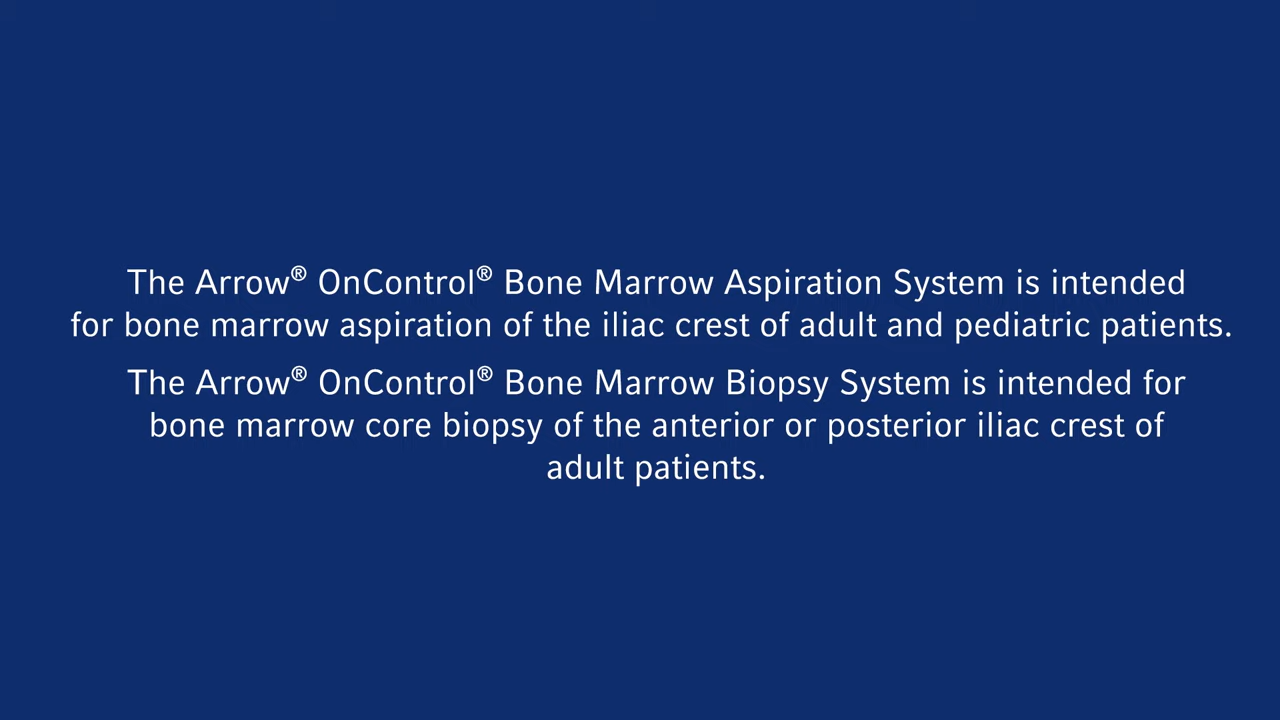 The Arrow® OnControl® Bone Marrow Aspiration System is intended
for bone marrow aspiration of the iliac crest of adult and pediatric patients.
The Arrow® OnControl® Bone Marrow Biopsy System is intended for
bone marrow core biopsy of the anterior or posterior iliac crest of
adult patients.